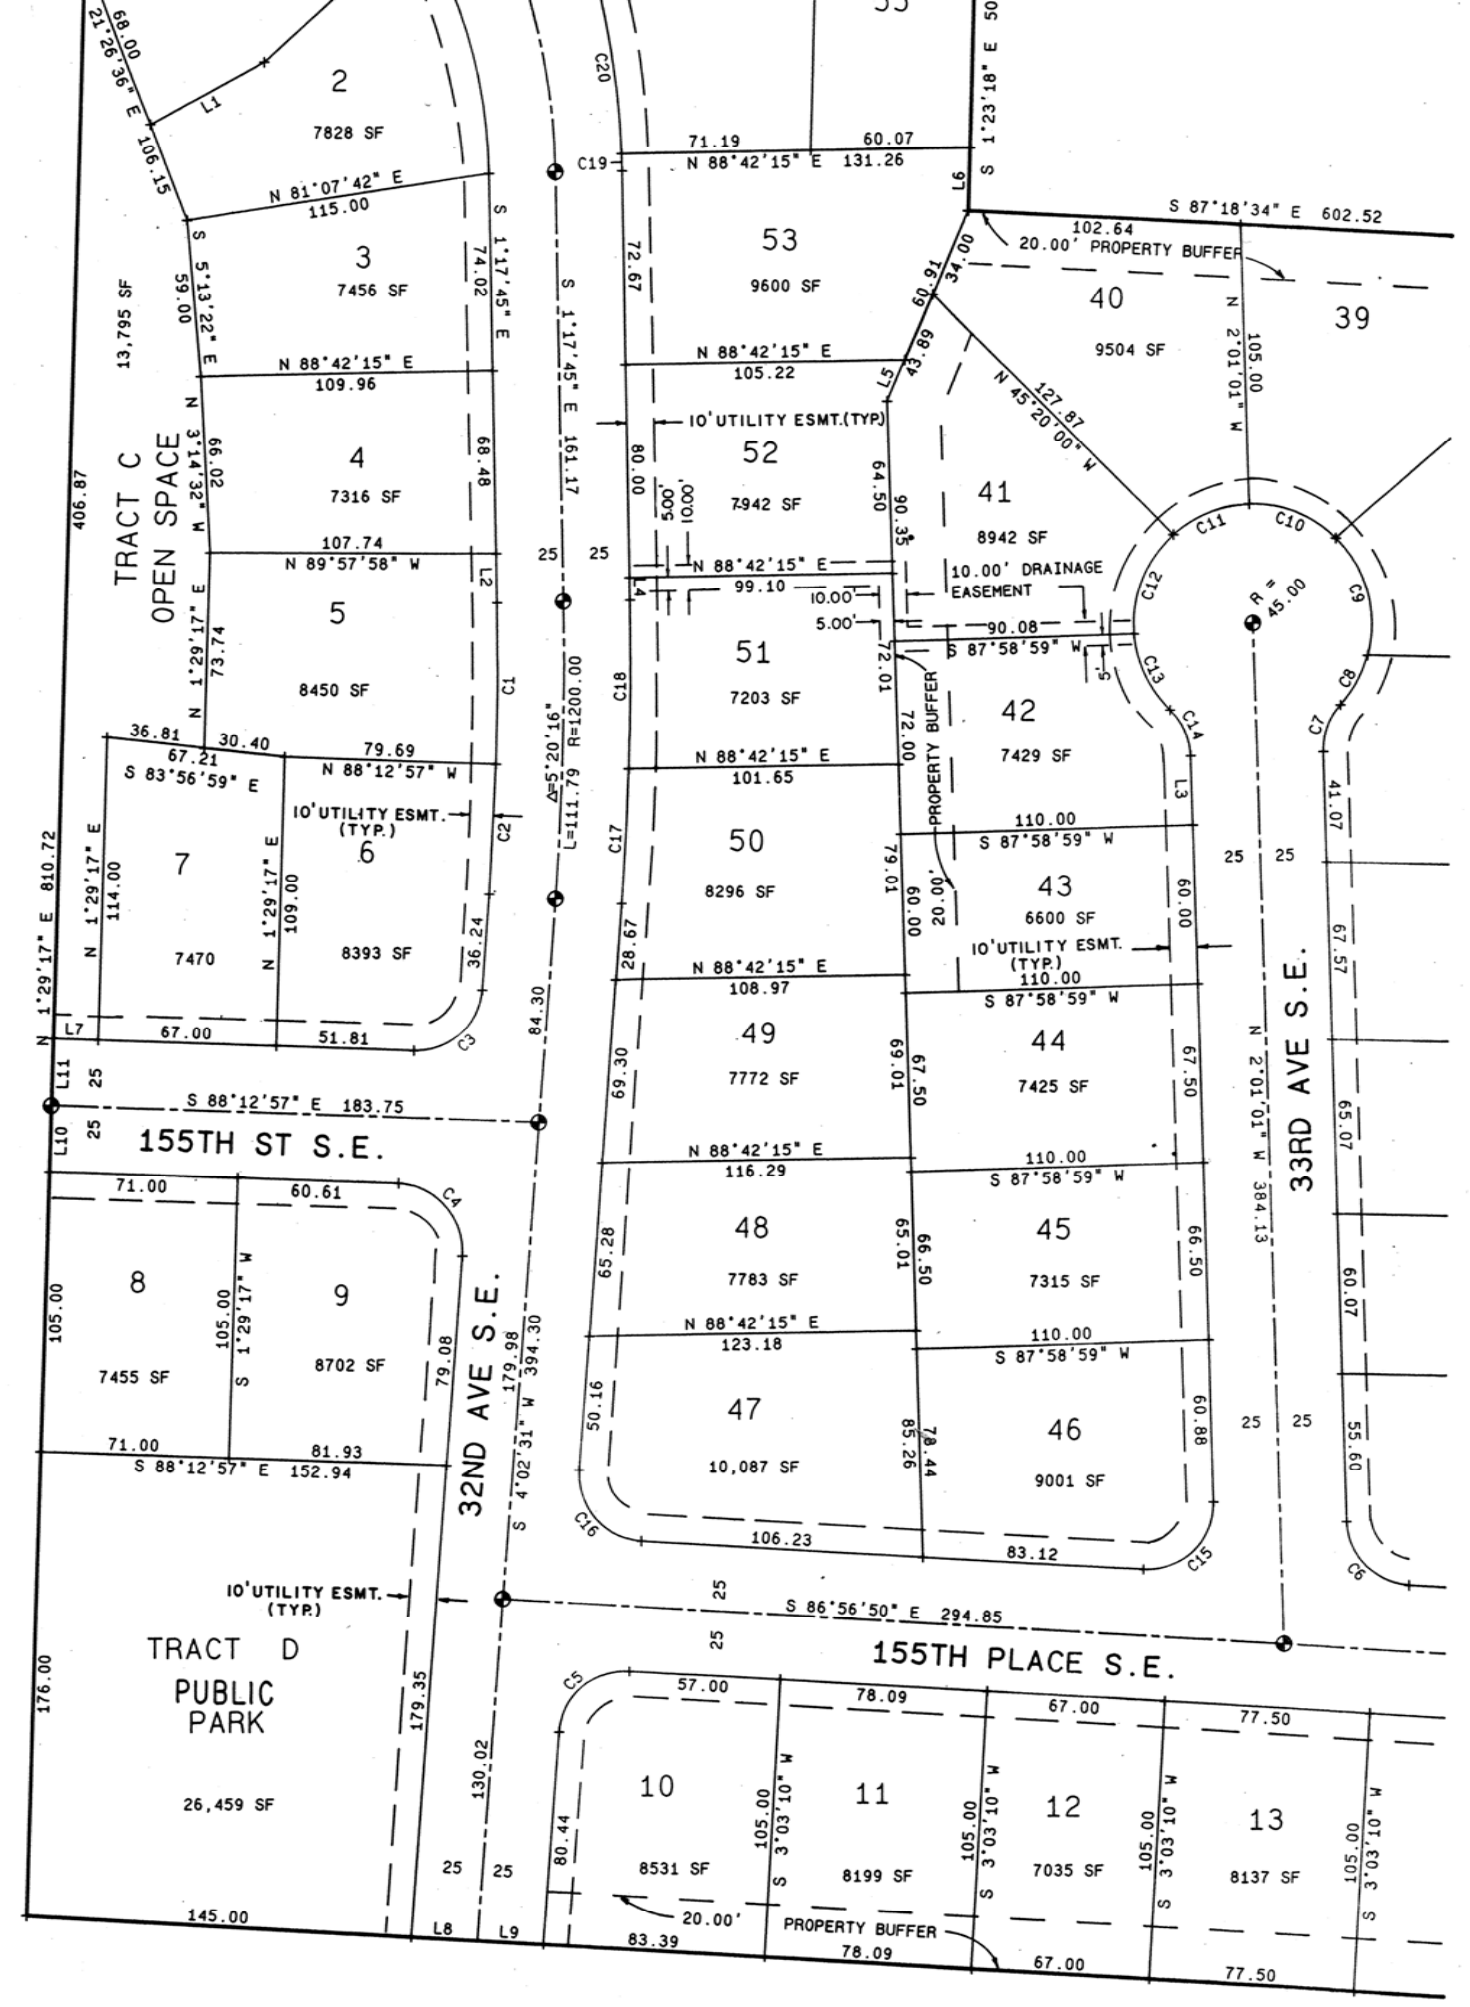 68.00
21°26'36" E
106.15
L1
2
7828 SF
N 81°07'42" E
115.00
C20
C19
71.19
60.07
N 88°42'15" E 131.26
S 1°23'18" E 50
L6
S 87°18'34" E 602.52
102.64
20.00' PROPERTY BUFFER
3
7456 SF
S 5°13'22" E
59.00
74.02
S 1°17'45" E
13,795 SF
TRACT C
OPEN SPACE
N 88°42'15" E
109.96
S 1°17'45" E 161.17
72.67
53
9600 SF
60.91
34.00
43.89
L5
40
9504 SF
39
N 2°01'01" W
105.00
N 88°42'15" E
105.22
127.87
N 45°20'00" W
10' UTILITY ESMT.(TYP.)
4
7316 SF
N 3°14'32" W
66.02
68.48
406.87
107.74
N 89°57'58" W
25
25
52
7942 SF
80.00
5.00'
10.00'
64.50
90.35
41
8942 SF
C11
C10
C12
C9
R = 45.00
N 88°42'15" E
99.10
10.00'
5.00'
10.00' DRAINAGE
EASEMENT
L2
L4
5
8450 SF
N 1°29'17" E
73.74
C1
C18
51
7203 SF
72.01
90.08
S 87°58'59" W
5'
C13
C14
C8
C7
PROPERTY BUFFER
20.00'
42
7429 SF
72.00
L3
41.07
36.81
30.40
67.21
S 83°56'59" E
79.69
N 88°12'57" W
Δ=5°20'16"
L=111.79 R=1200.00
N 88°42'15" E
101.65
10' UTILITY ESMT.
(TYP.)
6
8393 SF
7
7470
N 1°29'17" E
114.00
N 1°29'17" E
109.00
C2
36.24
C17
50
8296 SF
79.01
28.67
110.00
S 87°58'59" W
25
25
43
6600 SF
60.00
60.00
67.57
10' UTILITY ESMT.
(TYP.)
N 1°29'17" E 810.72
L7
67.00
51.81
C3
84.30
N 88°42'15" E
108.97
110.00
S 87°58'59" W
33RD AVE S.E.
N 2°01'01" W 384.13
L11
25
S 88°12'57" E 183.75
L10
25
155TH ST S.E.
49
7772 SF
69.30
69.01
67.50
44
7425 SF
67.50
65.07
N 88°42'15" E
116.29
110.00
S 87°58'59" W
71.00
60.61
C4
8
7455 SF
105.00
105.00
S 1°29'17" W
9
8702 SF
79.08
32ND AVE S.E.
179.98
S 4°02'31" W 394.30
48
7783 SF
65.28
65.01
66.50
45
7315 SF
66.50
60.07
N 88°42'15" E
123.18
110.00
S 87°58'59" W
47
10,087 SF
50.16
85.26
78.44
46
9001 SF
60.88
25
25
55.60
71.00
81.93
S 88°12'57" E 152.94
C16
106.23
83.12
C15
C6
10' UTILITY ESMT.
(TYP.)
25
S 86°56'50" E 294.85
25
155TH PLACE S.E.
TRACT D
PUBLIC
PARK
26,459 SF
176.00
179.35
130.02
C5
57.00
78.09
67.00
77.50
10
8531 SF
80.44
105.00
S 3°03'10" W
11
8199 SF
105.00
S 3°03'10" W
12
7035 SF
105.00
S 3°03'10" W
13
8137 SF
105.00
S 3°03'10" W
25
25
145.00
L8
L9
20.00'
PROPERTY BUFFER
83.39
78.09
67.00
77.50